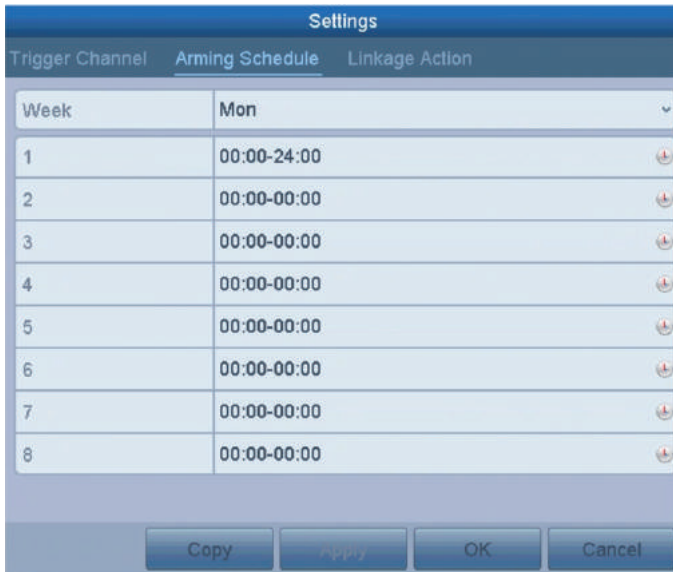 Settings
Trigger Channel Arming Schedule Linkage Action
Week Mon
1 00:00-24:00
2 00:00-00:00
3 00:00-00:00
4 00:00-00:00
5 00:00-00:00
6 00:00-00:00
7 00:00-00:00
8 00:00-00:00
Copy Apply OK Cancel